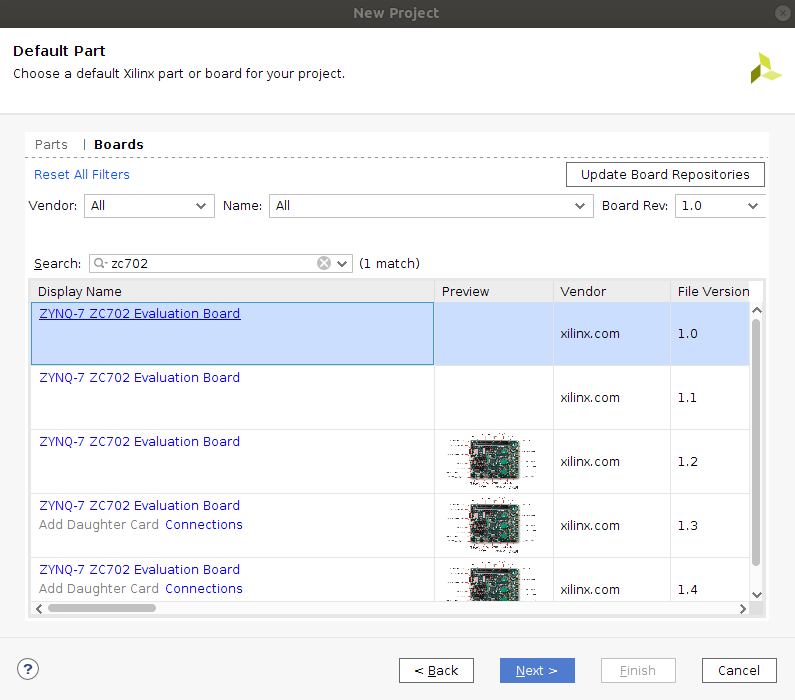 New Project
Default Part
Choose a default Xilinx part or board for your project.
Parts | Boards
Reset All Filters
Update Board Repositories
Vendor: All Name: All Board Rev: 1.0
Search: zc702 (1 match)
Display Name Preview Vendor File Version
ZYNQ-7 ZC702 Evaluation Board
xilinx.com 1.0
ZYNQ-7 ZC702 Evaluation Board
xilinx.com 1.1
ZYNQ-7 ZC702 Evaluation Board
xilinx.com 1.2
ZYNQ-7 ZC702 Evaluation Board
Add Daughter Card Connections
xilinx.com 1.3
ZYNQ-7 ZC702 Evaluation Board
Add Daughter Card Connections
xilinx.com 1.4
? < Back Next > Finish Cancel